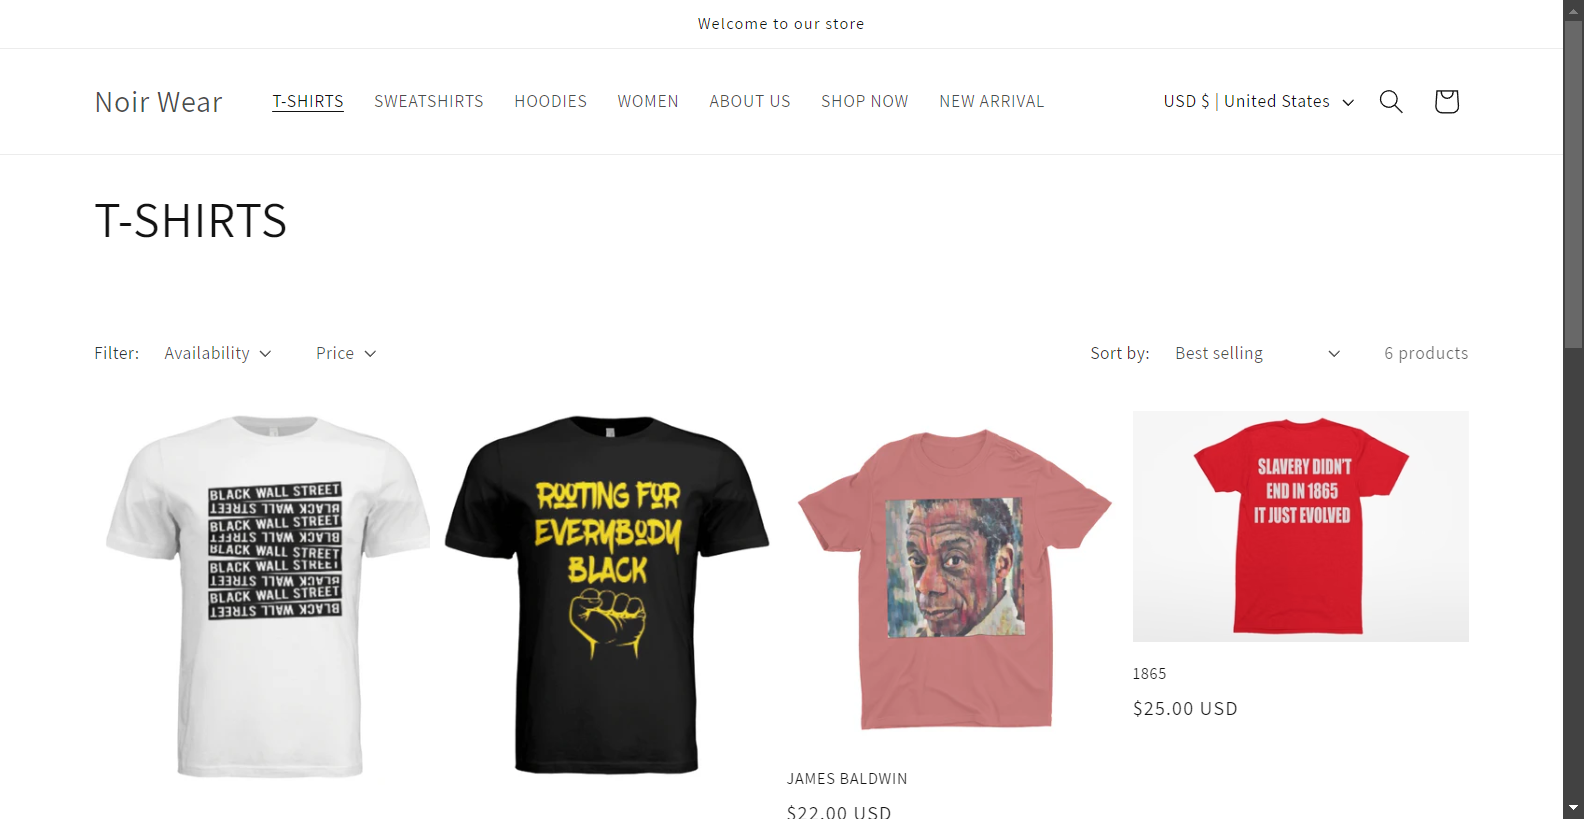 Welcome to our store
Noir Wear
T-SHIRTS
SWEATSHIRTS
HOODIES
WOMEN
ABOUT US
SHOP NOW
NEW ARRIVAL
USD $ | United States
T-SHIRTS
Filter:
Availability
Price
Sort by:
Best selling
6 products
BLACK WALL STREET
BLACK WALL STREET
BLACK WALL STREET
BLACK WALL STREET
BLACK WALL STREET
BLACK WALL STREET
BLACK WALL STREET
BLACK WALL STREET
BLACK WALL STREET
ROOTING FOR
EVERYBODY
BLACK
SLAVERY DIDN'T
END IN 1865
IT JUST EVOLVED
1865
$25.00 USD
JAMES BALDWIN
$22.00 USD